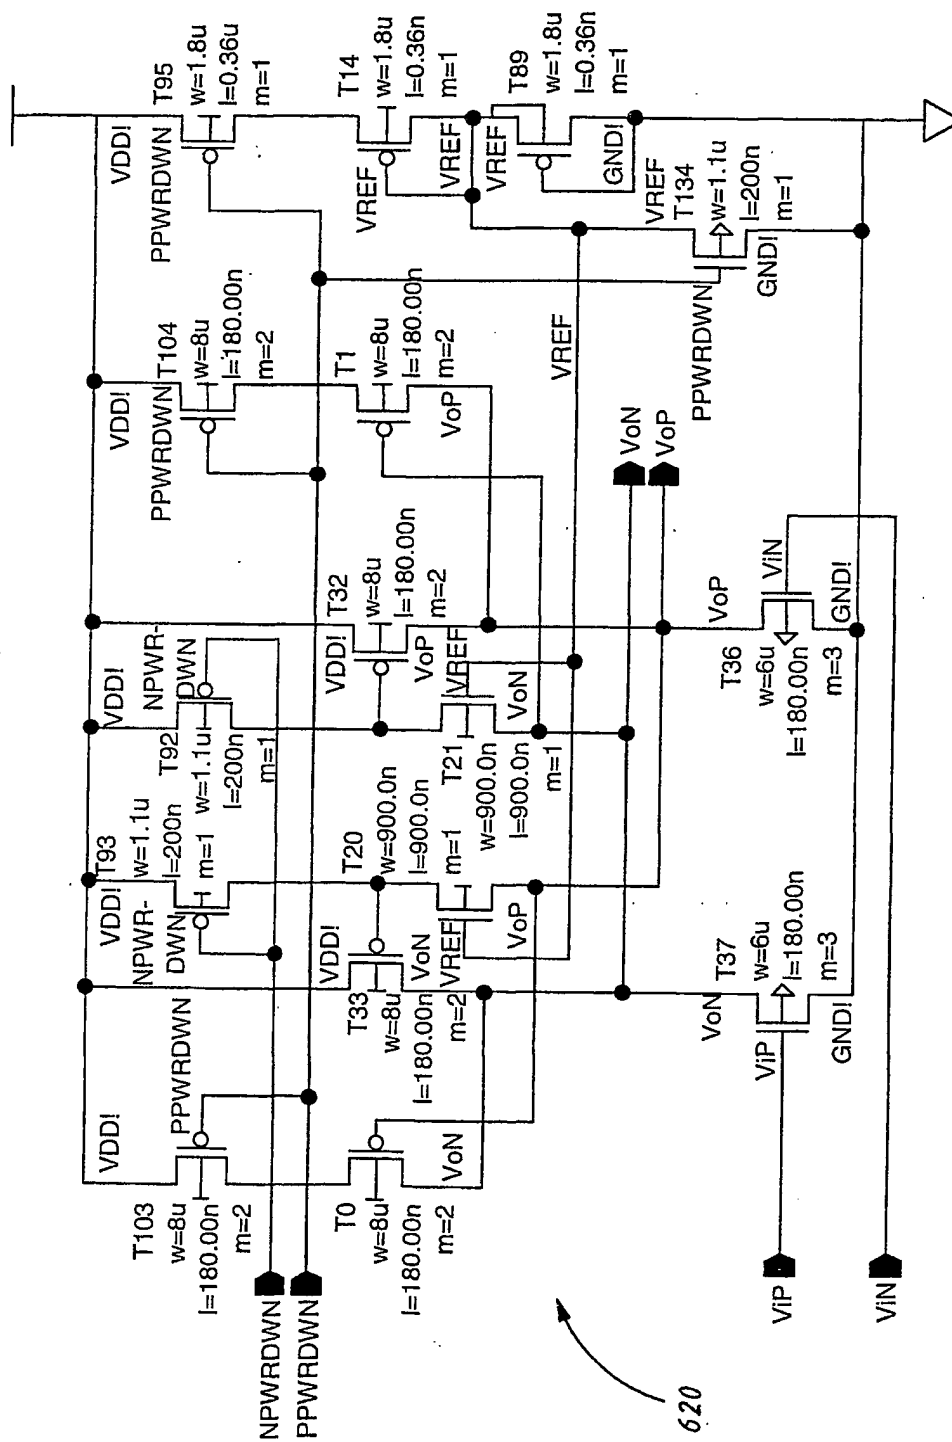 VDD!
T103
w=8u
l=180.00n
m=2
PPWRDWN
NPWRDWN
PPWRDWN
T0
w=8u
l=180.00n
m=2
VoN
VDD!
NPWR-
DWN
T93
w=1.1u
l=200n
m=1
VDD!
T33
w=8u
l=180.00n
m=2
VoN
T20
w=900.0n
l=900.0n
m=1
VREF
VoP
VDD!
NPWR-
DWN
T92
w=1.1u
l=200n
m=1
VDD!
T32
w=8u
l=180.00n
m=2
VoP
VREF
T21
w=900.0n
l=900.0n
m=1
VoN
VDD!
PPWRDWN
T104
w=8u
l=180.00n
m=2
T1
w=8u
l=180.00n
m=2
VoP
VDD!
PPWRDWN
T95
w=1.8u
l=0.36u
m=1
VREF
T14
w=1.8u
l=0.36n
m=1
VREF
VREF
T89
w=1.8u
l=0.36n
m=1
GND!
VREF
VREF
T134
w=1.1u
l=200n
m=1
PPWRDWN
GND!
VoN
VoP
VoN
T37
w=6u
l=180.00n
m=3
ViP
GND!
VoP
T36
w=6u
l=180.00n
m=3
ViN
GND!
ViP
ViN
620